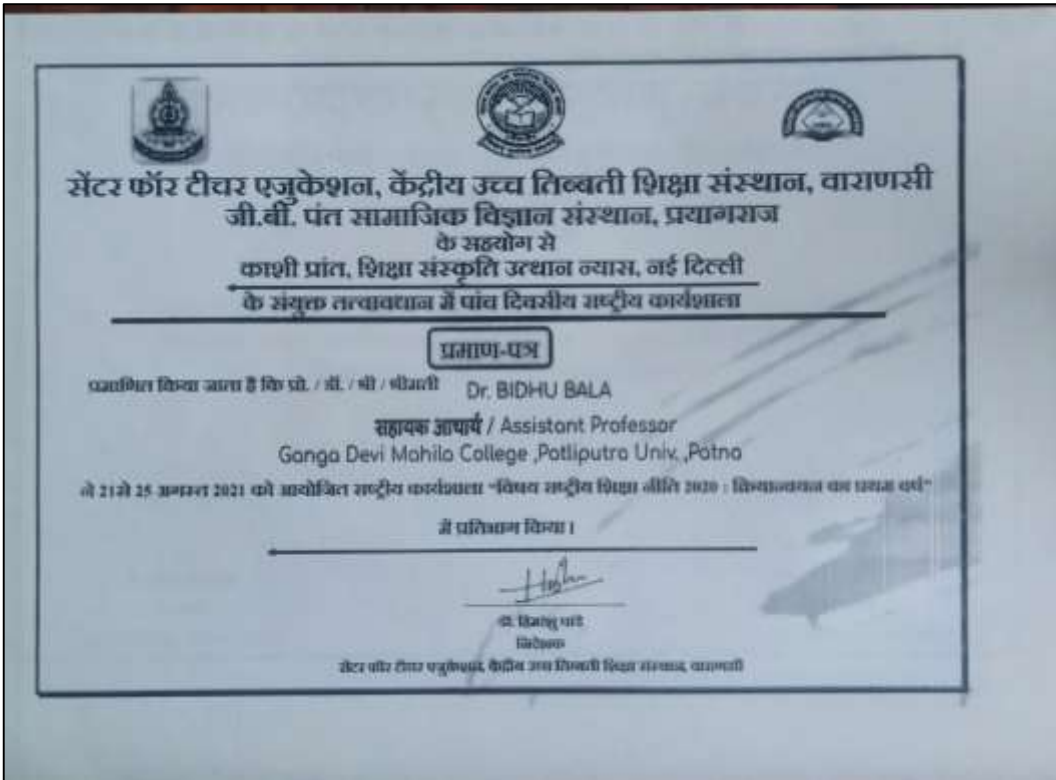 सेंटर फॉर टीचर एजुकेशन, केंद्रीय उच्च तिब्बती शिक्षा संस्थान, वाराणसी
जी.बी. पंत सामाजिक विज्ञान संस्थान, प्रयागराज
के सहयोग से
काशी प्रांत, शिक्षा संस्कृति उत्थान न्यास, नई दिल्ली
के संयुक्त तत्वावधान में पांच दिवसीय राष्ट्रीय कार्यशाला
प्रमाण-पत्र
प्रमाणित किया जाता है कि प्रो. / डॉ. / श्री / श्रीमती Dr. BIDHU BALA
सहायक आचार्य / Assistant Professor
Ganga Devi Mahila College ,Patliputra Univ. ,Patna
ने 21से 25 अगस्त 2021 को आयोजित राष्ट्रीय कार्यशाला "विषय राष्ट्रीय शिक्षा नीति 2020 : क्रियान्वयन का प्रथम वर्ष"
में प्रतिभाग किया ।
डॉ. हिमांशु पांडे
निदेशक
सेंटर फॉर टीचर एजुकेशन, केंद्रीय उच्च तिब्बती शिक्षा संस्थान, वाराणसी